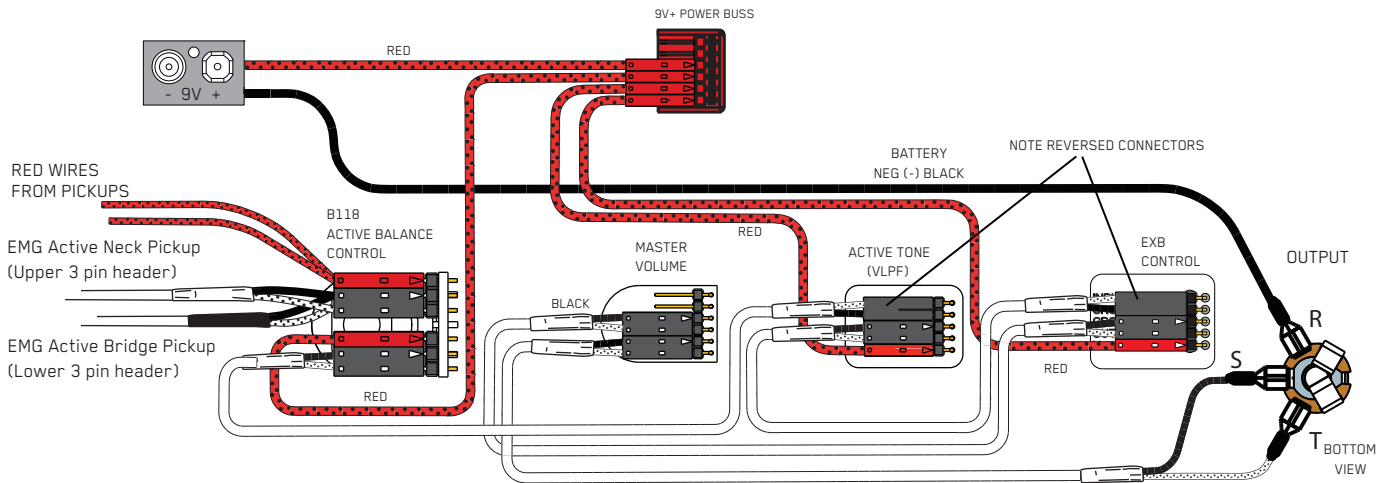 9V+ POWER BUSS
RED
- 9V +
NOTE REVERSED CONNECTORS
BATTERY
NEG (-) BLACK
RED WIRES
FROM PICKUPS
B118
ACTIVE BALANCE
CONTROL
EMG Active Neck Pickup
(Upper 3 pin header)
RED
MASTER
VOLUME
ACTIVE TONE
(VLPF)
EXB
CONTROL
OUTPUT
BLACK
R
EMG Active Bridge Pickup
(Lower 3 pin header)
S
RED
RED
T
BOTTOM
VIEW